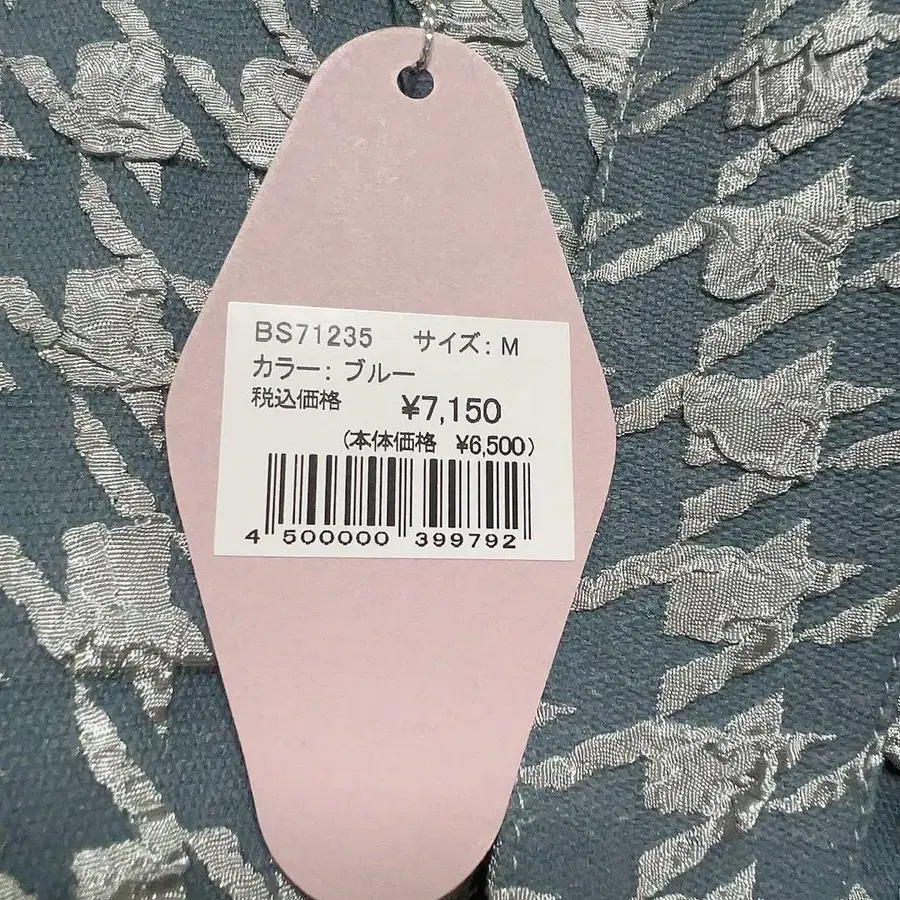 BS71235 サイズ: M
カラー: ブルー
税込価格 ¥7,150
(本体価格 ¥6,500)
4 500000 399792